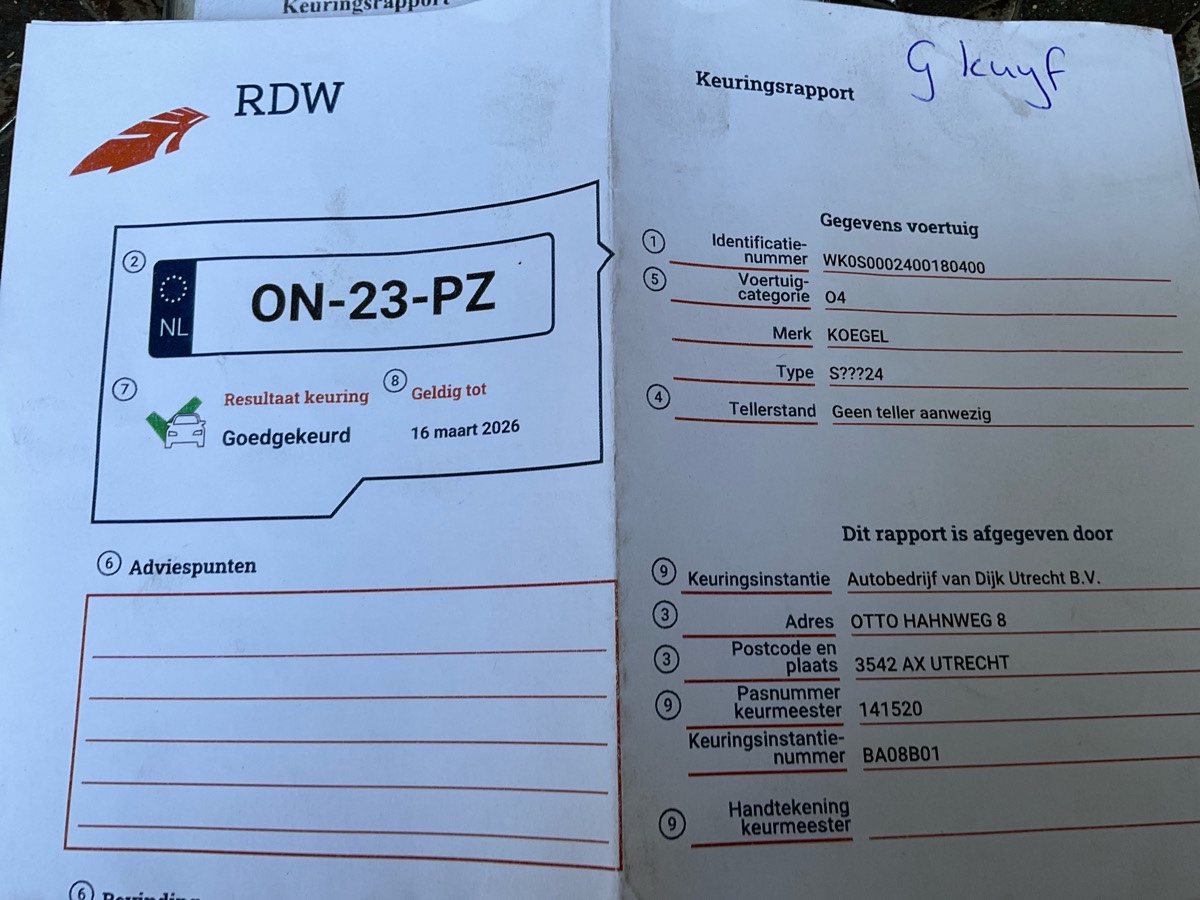 Keuringsrapport
RDW
Keuringsrapport
G kuyf
2
NL
ON-23-PZ
7
Resultaat keuring
Goedgekeurd
8
Geldig tot
16 maart 2026
6 Adviespunten
6
Gegevens voertuig
1 Identificatie-
nummer WK0S0002400180400
5 Voertuig-
categorie O4
Merk KOEGEL
Type S???24
4 Tellerstand Geen teller aanwezig
Dit rapport is afgegeven door
9 Keuringsinstantie Autobedrijf van Dijk Utrecht B.V.
3 Adres OTTO HAHNWEG 8
3 Postcode en
plaats 3542 AX UTRECHT
9 Pasnummer
keurmeester 141520
Keuringsinstantie-
nummer BA08B01
9 Handtekening
keurmeester